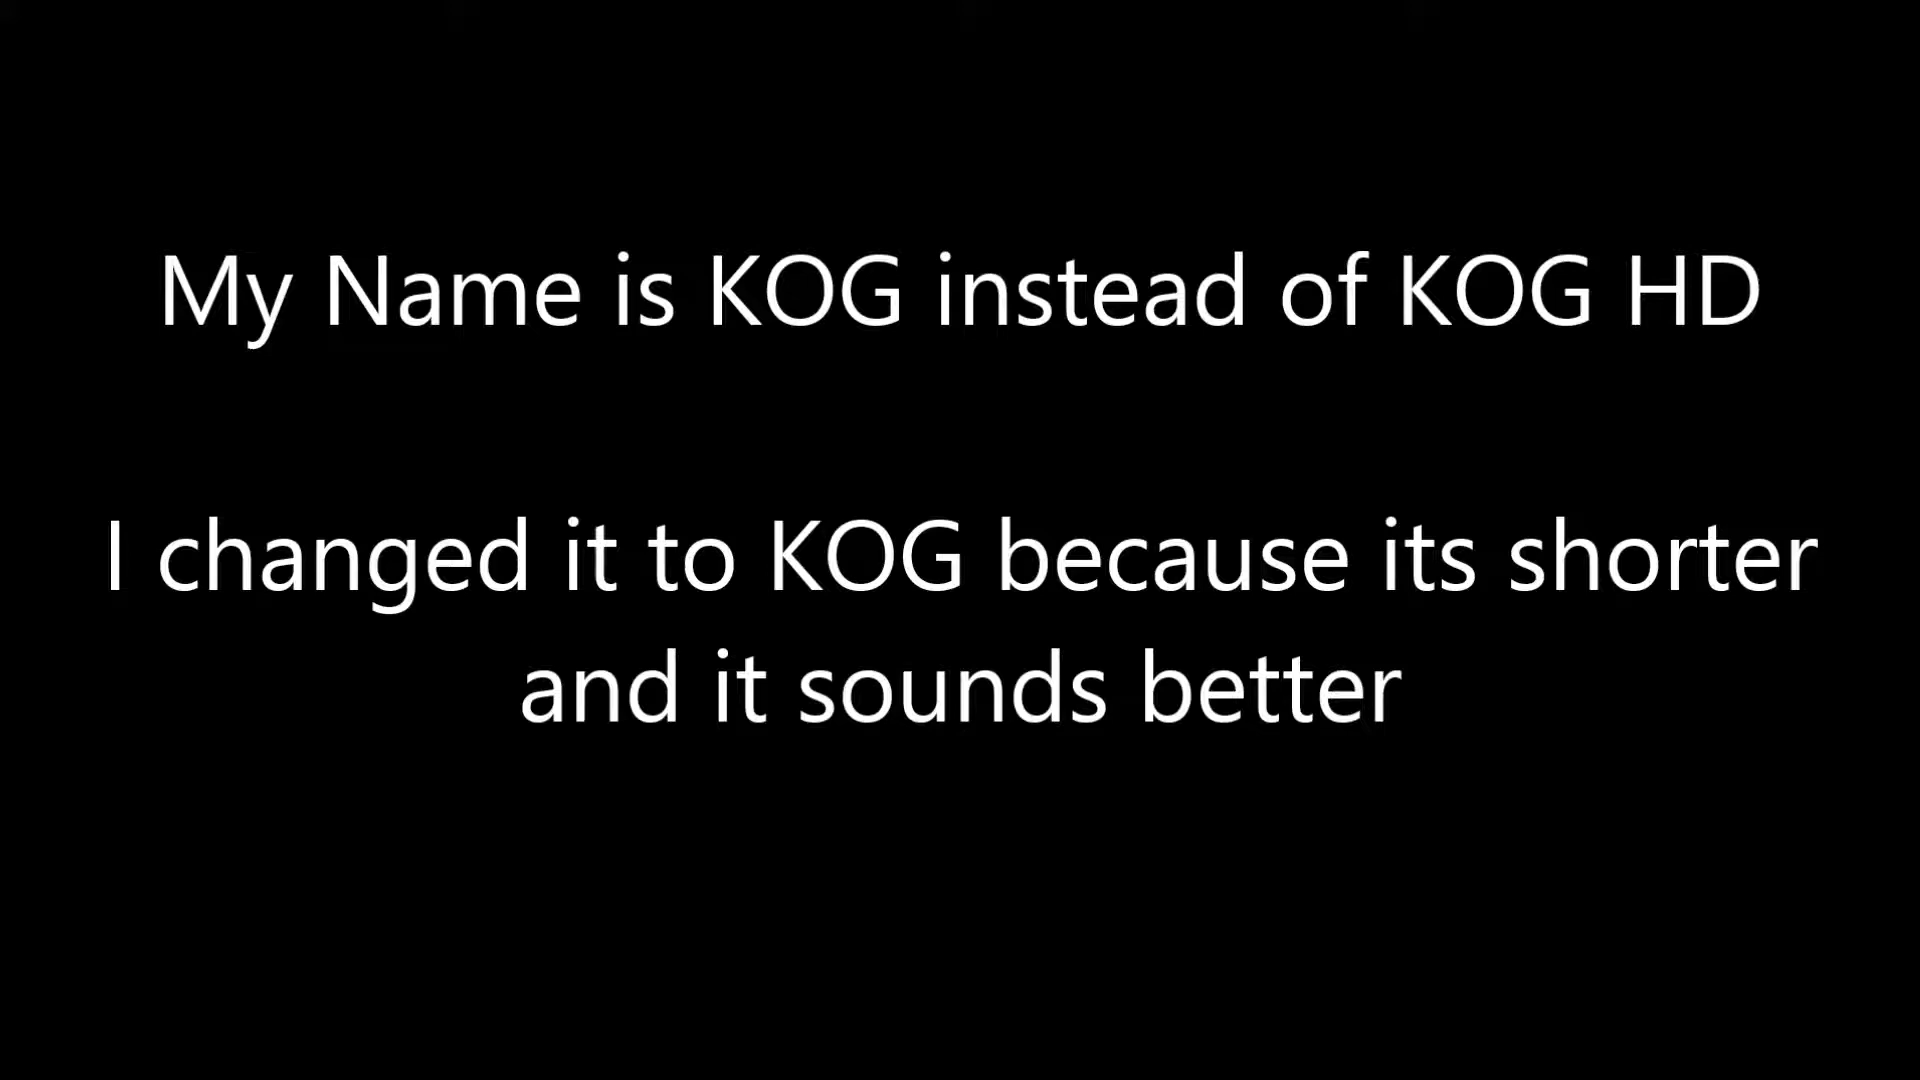 My Name is KOG instead of KOG HD
I changed it to KOG because its shorter
and it sounds better